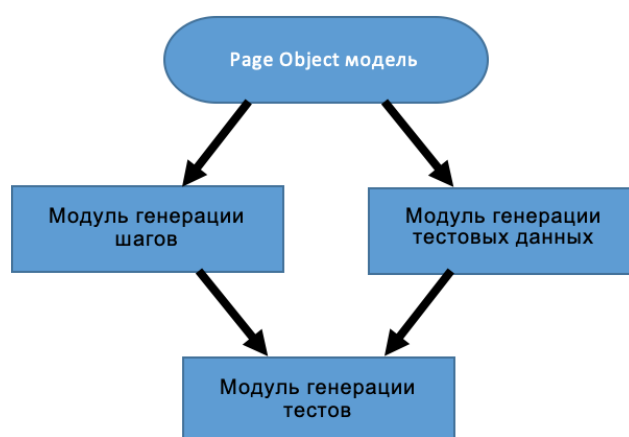 Page Object модель
Модуль генерации
шагов
Модуль генерации
тестовых данных
Модуль генерации
тестов